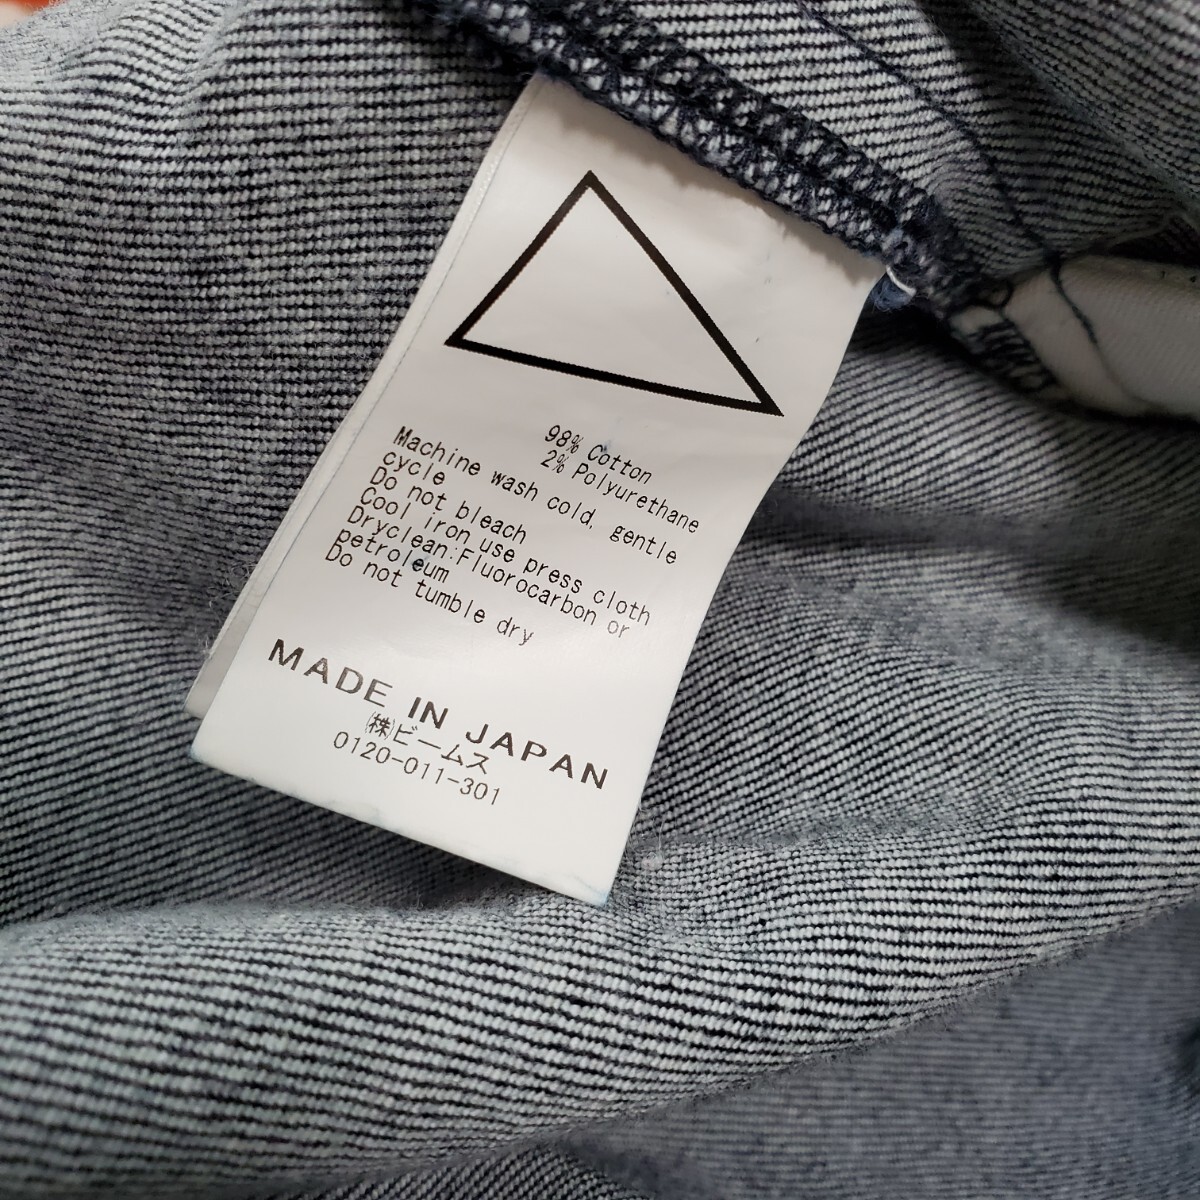 98% Cotton
2% Polyurethane
Machine wash cold, gentle
cycle
Do not bleach
Cool iron use press cloth
Dryclean:Fluorocarbon or
petroleum
Do not tumble dry
MADE IN JAPAN
㈱ビームス
0120-011-301